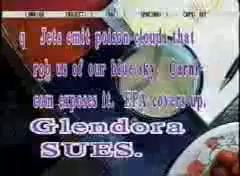 q Jets emit poison clouds that
rob us of our blue sky. Carni-
com exposes it. EPA covers up.
Glendora
SUES.